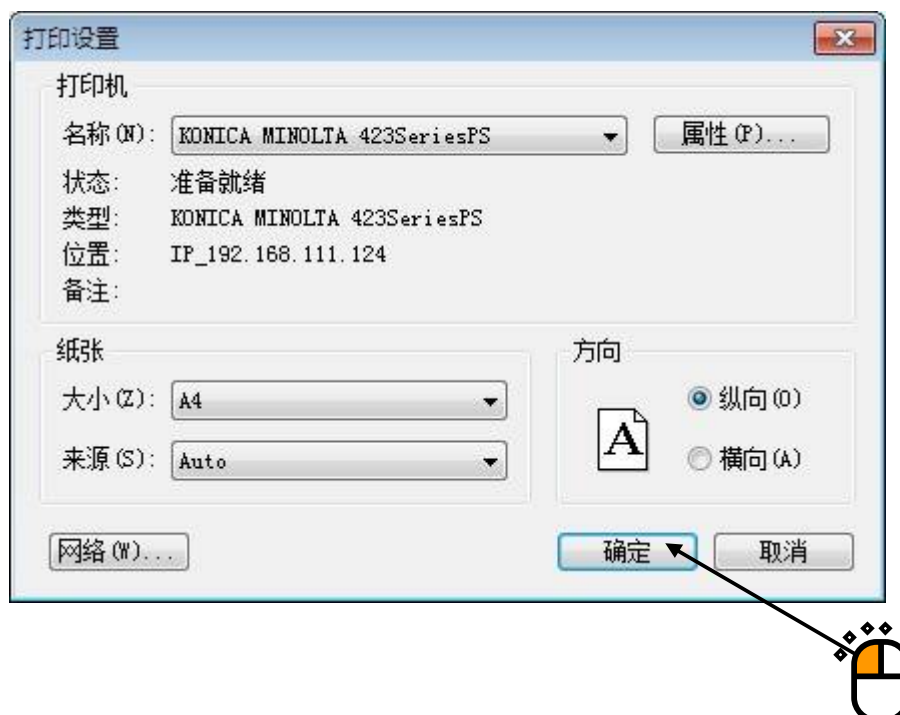 打印设置
打印机
名称(N): KONICA MINOLTA 423SeriesPS 属性(P)...
状态: 准备就绪
类型: KONICA MINOLTA 423SeriesPS
位置: IP_192.168.111.124
备注:
纸张
大小(Z): A4
来源(S): Auto
方向
A
纵向(O)
横向(A)
网络(W)...
确定
取消